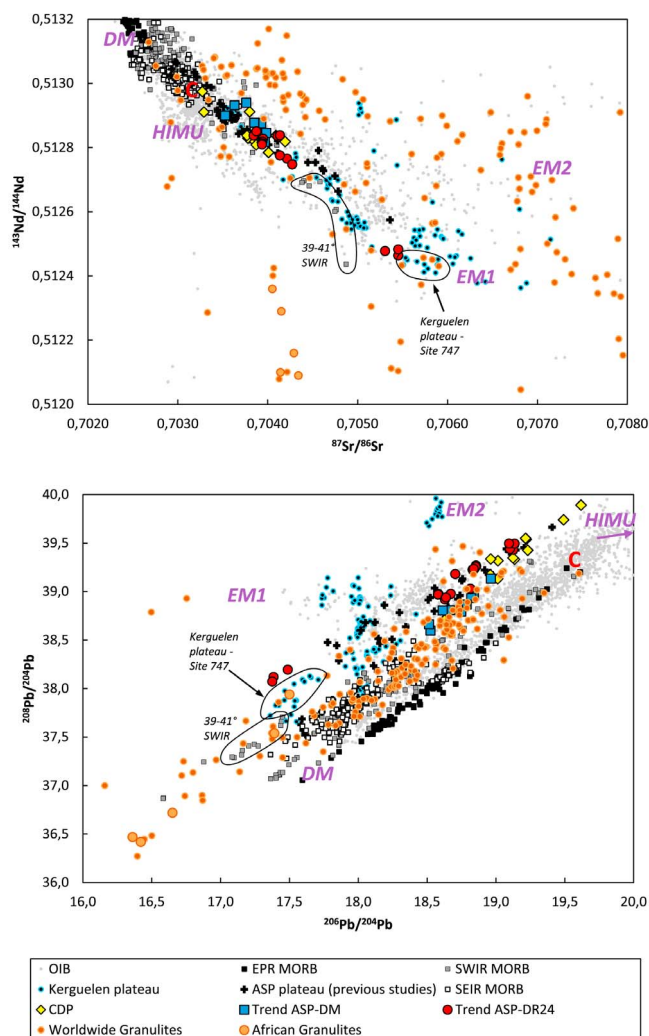 0,5132
DM
0,5130
C
HIMU
0,5128
EM2
143Nd/144Nd
0,5126
39-41°
SWIR
EM1
0,5124
Kerguelen
plateau -
Site 747
0,5122
0,5120
0,7020 0,7030 0,7040 0,7050 0,7060 0,7070 0,7080
87Sr/86Sr
40,0
EM2
HIMU
39,5
C
39,0
EM1
38,5
Kerguelen
plateau -
Site 747
208Pb/204Pb
38,0
39-41°
SWIR
37,5
DM
37,0
36,5
36,0
16,0 16,5 17,0 17,5 18,0 18,5 19,0 19,5 20,0
206Pb/204Pb
OIB EPR MORB SWIR MORB
Kerguelen plateau ASP plateau (previous studies) SEIR MORB
CDP Trend ASP-DM Trend ASP-DR24
Worldwide Granulites African Granulites